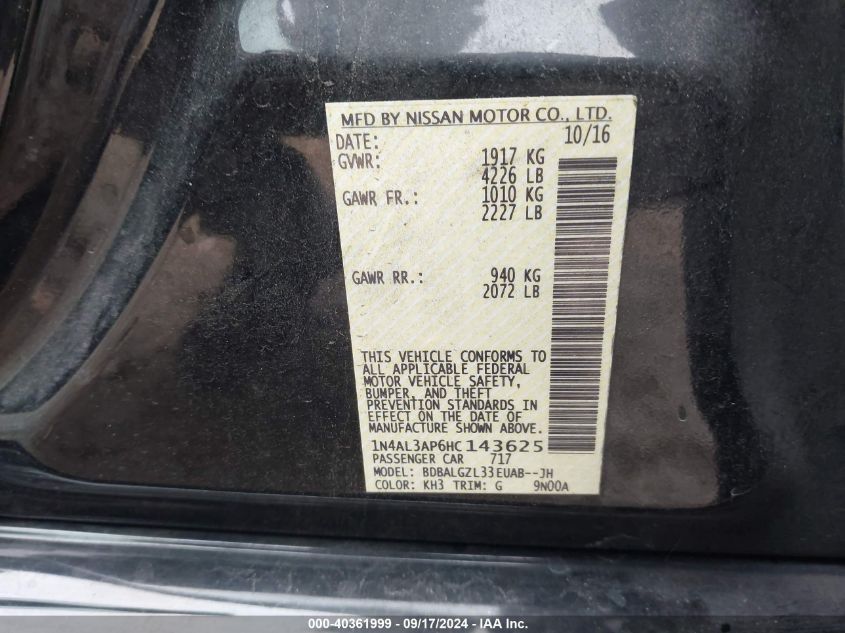 MFD BY NISSAN MOTOR CO., LTD.
DATE: 10/16
GVWR: 1917 KG
4226 LB
GAWR FR.: 1010 KG
2227 LB
GAWR RR.: 940 KG
2072 LB
THIS VEHICLE CONFORMS TO
ALL APPLICABLE FEDERAL
MOTOR VEHICLE SAFETY,
BUMPER, AND THEFT
PREVENTION STANDARDS IN
EFFECT ON THE DATE OF
MANUFACTURE SHOWN ABOVE.
1N4AL3AP6HC143625
PASSENGER CAR 717
MODEL: BDBALGZL33EUAB--JH
COLOR: KH3 TRIM: G 9N00A
000-40361999 - 09/17/2024 - IAA Inc.